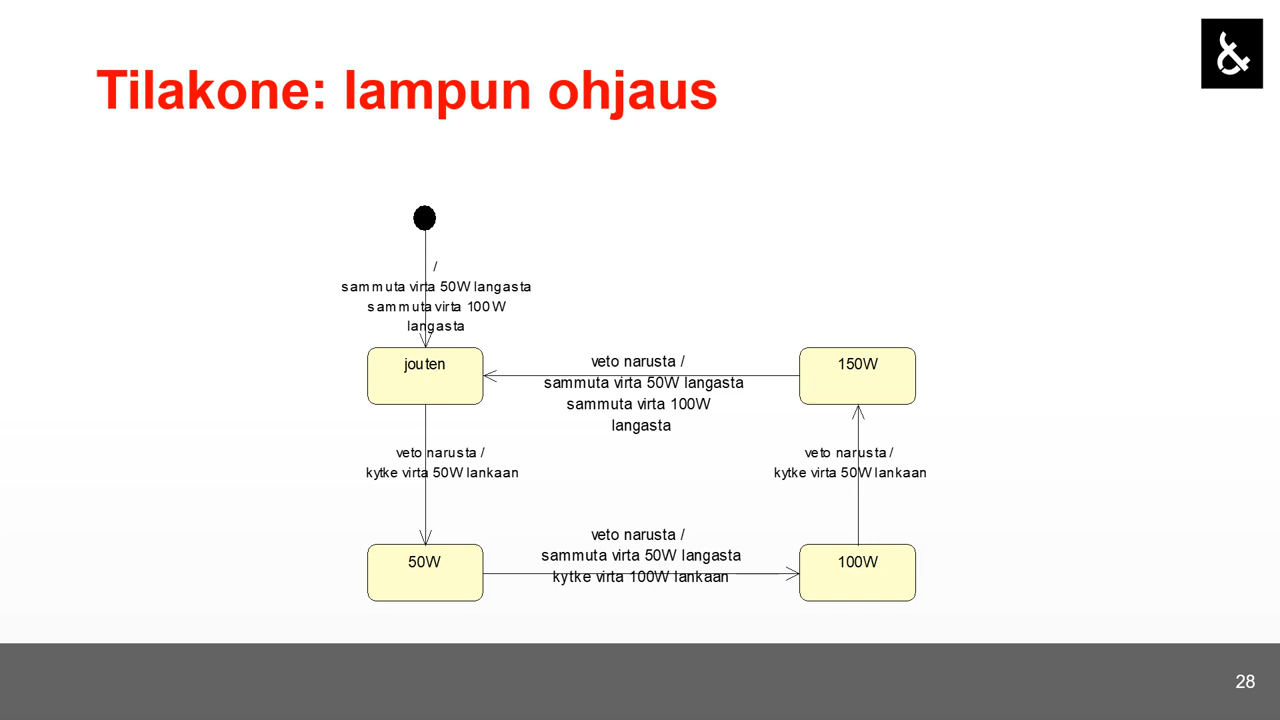 Tilakone: lampun ohjaus
&
/
sammuta virta 50W langasta
sammuta virta 100W
langasta
jouten
veto narusta /
sammuta virta 50W langasta
sammuta virta 100W
langasta
150W
veto narusta /
kytke virta 50W lankaan
veto narusta /
kytke virta 50W lankaan
50W
veto narusta /
sammuta virta 50W langasta
kytke virta 100W lankaan
100W
28